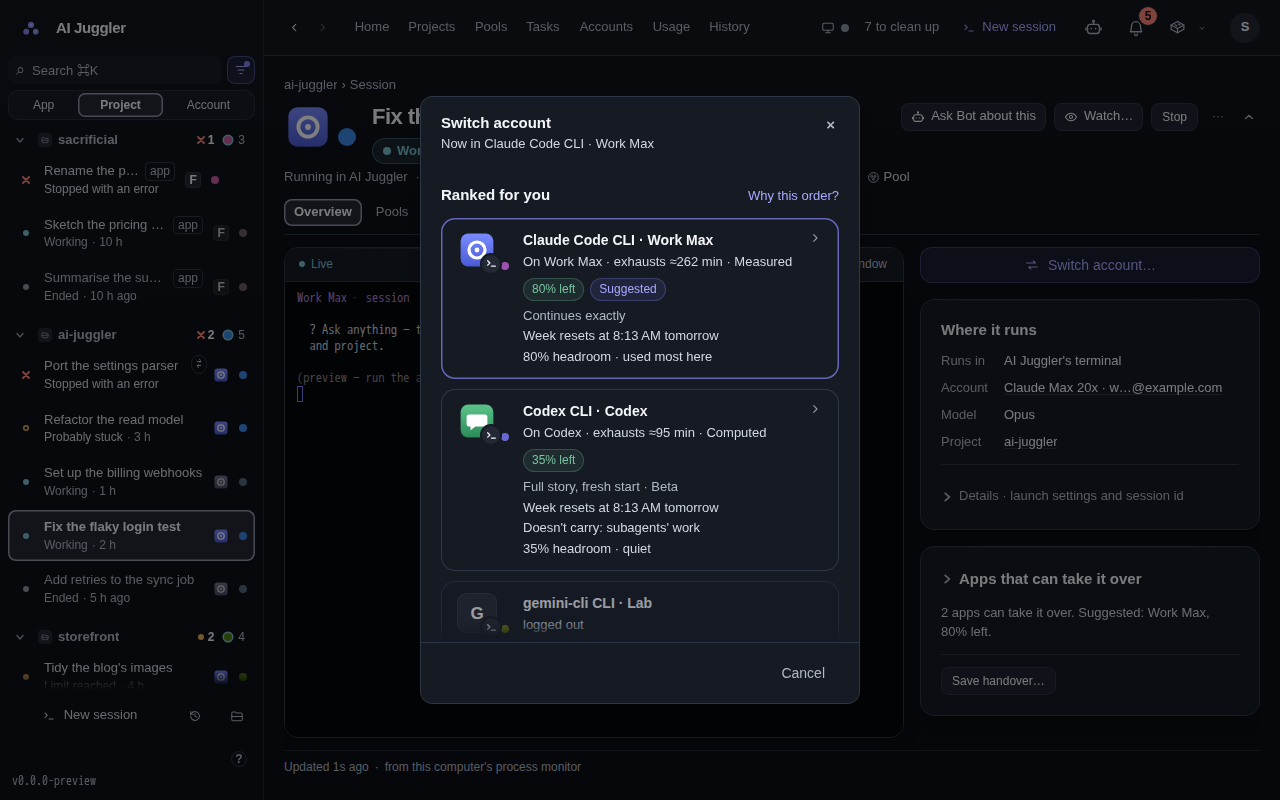 AI Juggler
Home Projects Pools Tasks Accounts Usage History
7 to clean up
New session
5
S
Search ⌘K
App Project Account
sacrificial 1 3
Rename the p… app F
Stopped with an error
Sketch the pricing … app F
Working · 10 h
Summarise the su… app F
Ended · 10 h ago
ai-juggler 2 5
Port the settings parser
Stopped with an error
Refactor the read model
Probably stuck · 3 h
Set up the billing webhooks
Working · 1 h
Fix the flaky login test
Working · 2 h
Add retries to the sync job
Ended · 5 h ago
storefront 2 4
Tidy the blog's images
Limit reached · 4 h
New session
?
v0.0.0-preview
ai-juggler › Session
Fix th
Wor
Ask Bot about this
Watch…
Stop
Running in AI Juggler ·
Pool
Overview Pools
Live
ndow
Work Max · session
? Ask anything — t
and project.
(preview — run the a
Switch account
×
Now in Claude Code CLI · Work Max
Ranked for you
Why this order?
Claude Code CLI · Work Max
On Work Max · exhausts ≈262 min · Measured
80% left Suggested
Continues exactly
Week resets at 8:13 AM tomorrow
80% headroom · used most here
Codex CLI · Codex
On Codex · exhausts ≈95 min · Computed
35% left
Full story, fresh start · Beta
Week resets at 8:13 AM tomorrow
Doesn't carry: subagents' work
35% headroom · quiet
G
gemini-cli CLI · Lab
logged out
Cancel
Switch account…
Where it runs
Runs in AI Juggler's terminal
Account Claude Max 20x · w…@example.com
Model Opus
Project ai-juggler
Details · launch settings and session id
Apps that can take it over
2 apps can take it over. Suggested: Work Max,
80% left.
Save handover…
Updated 1s ago · from this computer's process monitor